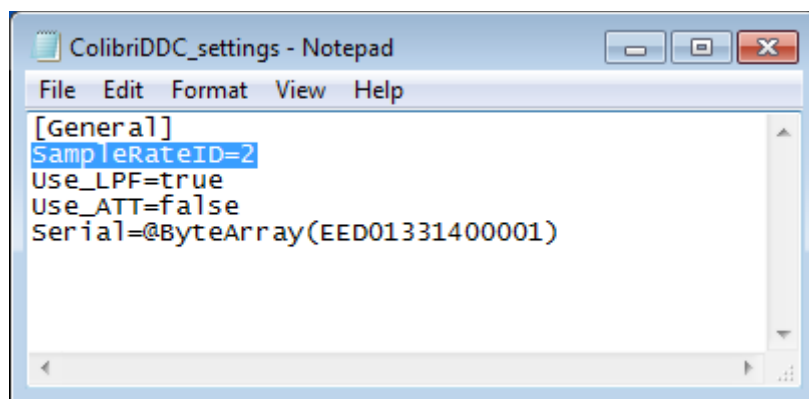 ColibriDDC_settings - Notepad
File Edit Format View Help
[General]
SampleRateID=2
Use_LPF=true
Use_ATT=false
Serial=@ByteArray(EED01331400001)